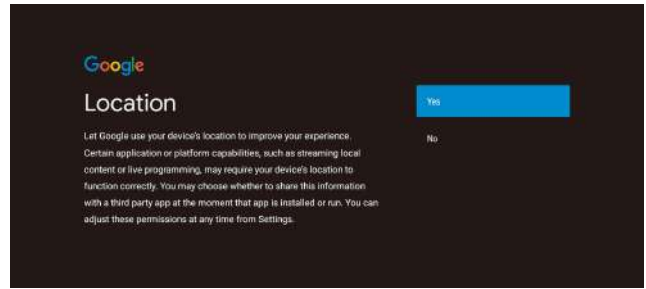 Google
Location
Let Google use your device's location to improve your experience.
Certain application or platform capabilities, such as streaming local
content or live programming, may require your device's location to
function correctly. You may choose whether to share this information
with a third party app at the moment that app is installed or run. You can
adjust these permissions at any time from Settings.
Yes
No